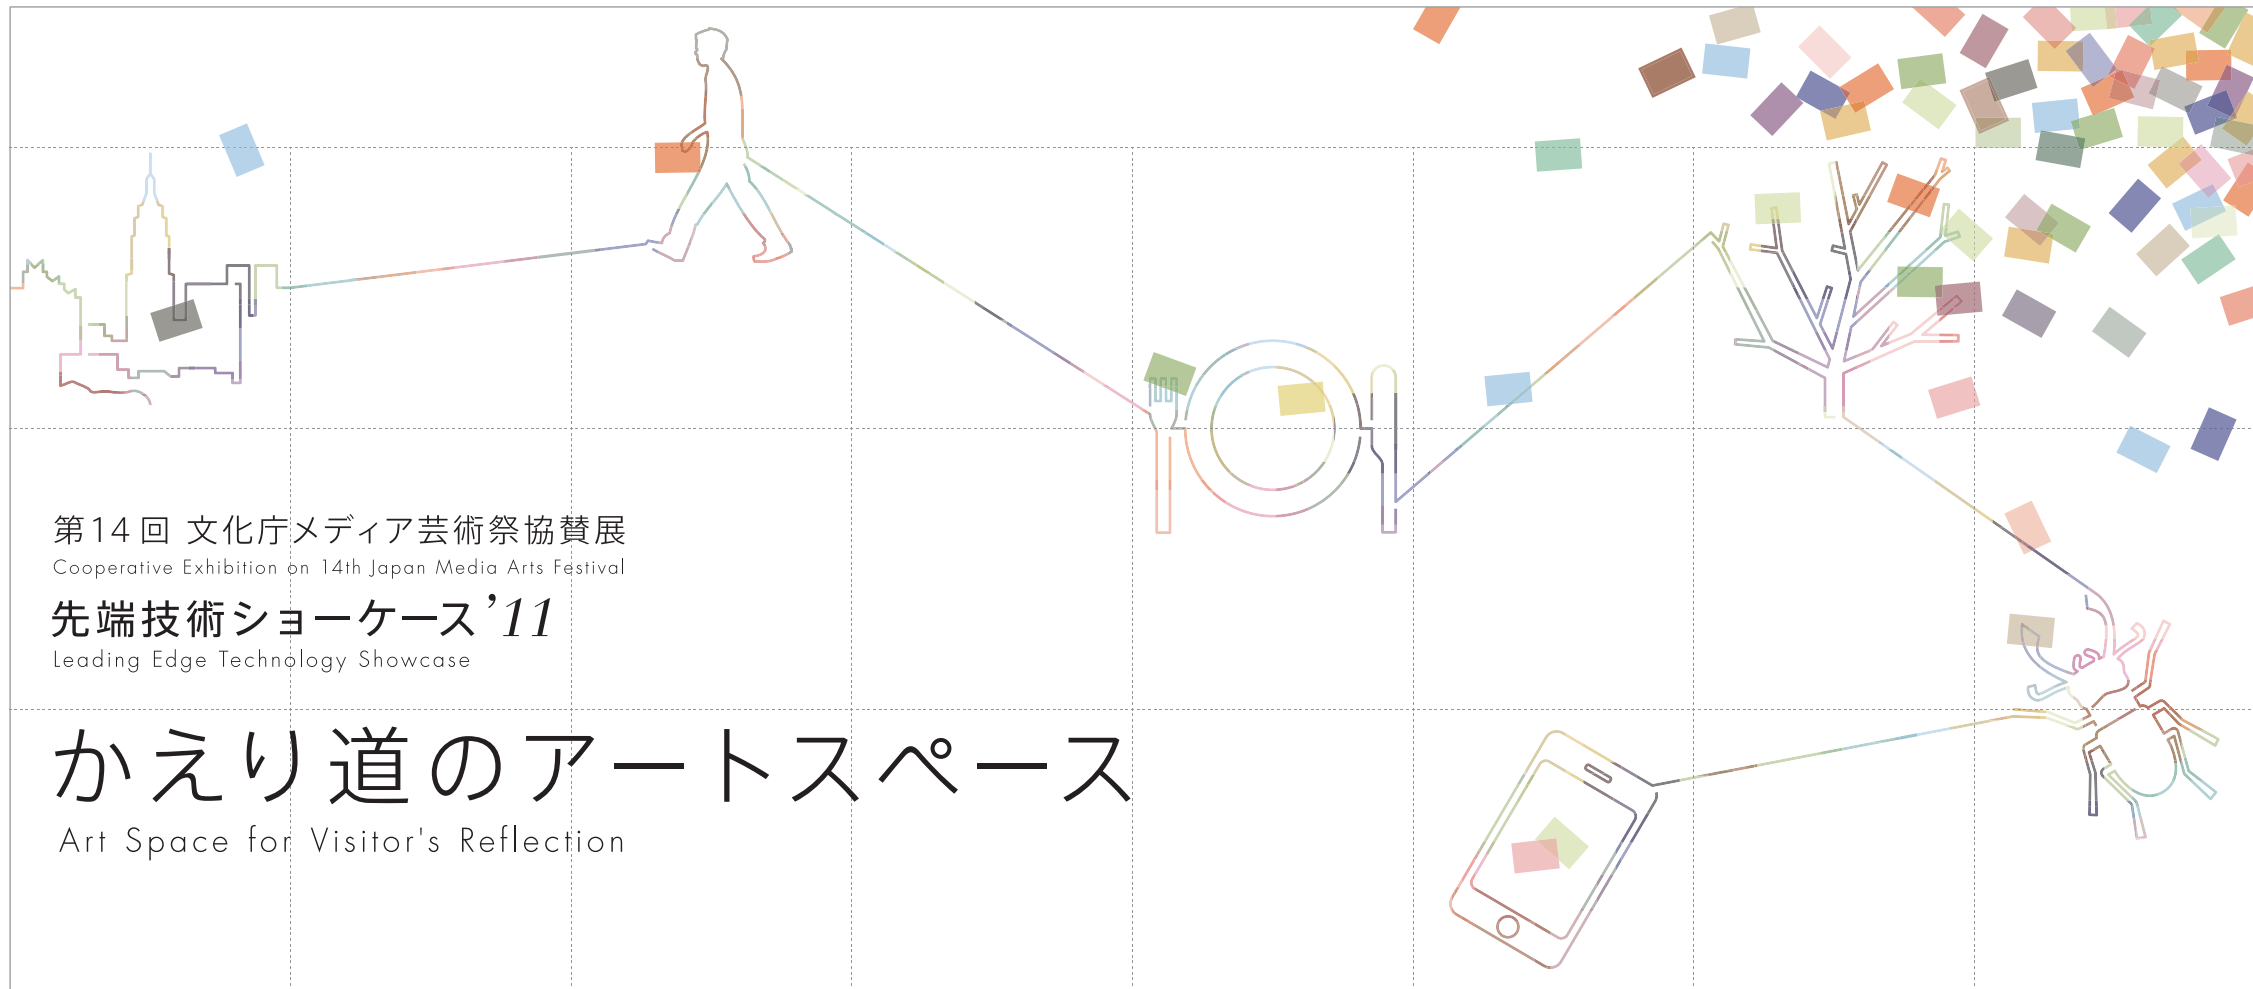 第14回 文化庁メディア芸術祭協賛展
Cooperative Exhibition on 14th Japan Media Arts Festival
先端技術ショーケース’11
Leading Edge Technology Showcase
かえり道のアートスペース
Art Space for Visitor's Reflection